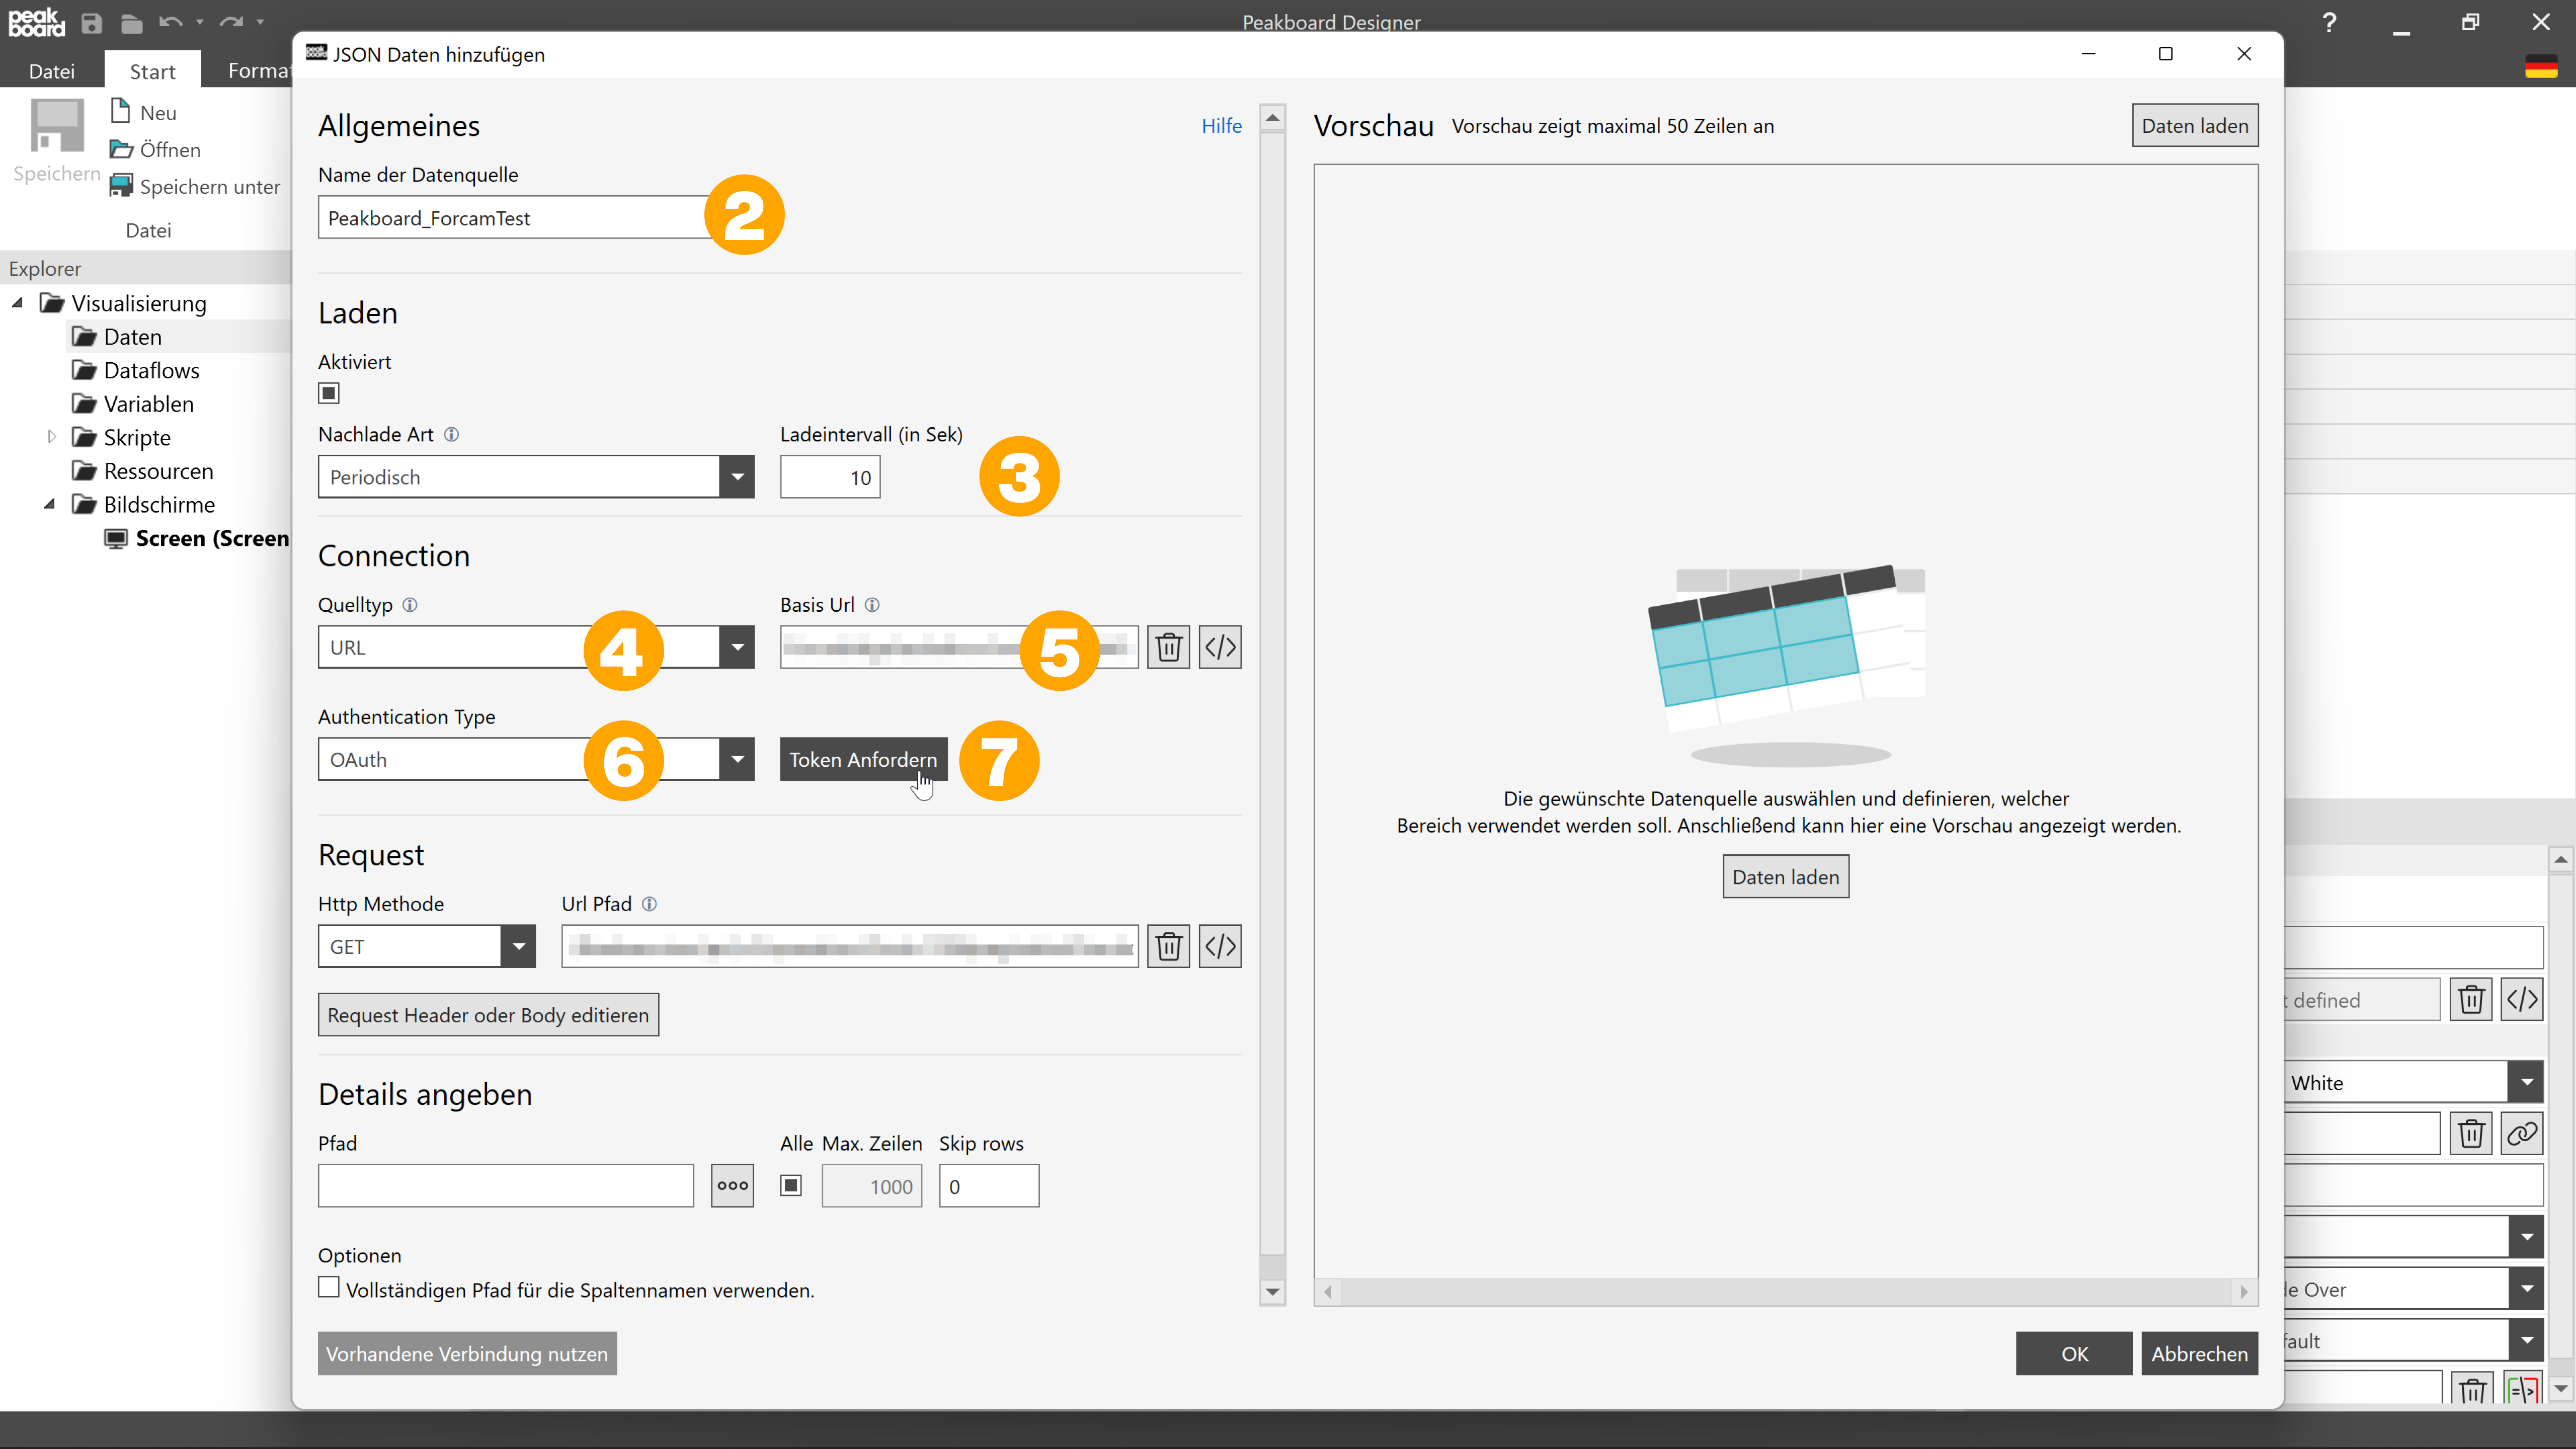 peak
board
Peakboard Designer
?
Datei
Start
Format
Speichern
Neu
Öffnen
Speichern unter
Datei
Explorer
Visualisierung
Daten
Dataflows
Variablen
Skripte
Ressourcen
Bildschirme
Screen (Screen
JSON Daten hinzufügen
Allgemeines
Hilfe
Name der Datenquelle
Peakboard_ForcamTest
2
Laden
Aktiviert
Nachlade Art
Ladeintervall (in Sek)
Periodisch
10
3
Connection
Quelltyp
Basis Url
URL
4
5
</>
Authentication Type
OAuth
6
Token Anfordern
7
Request
Http Methode
Url Pfad
GET
</>
Request Header oder Body editieren
Details angeben
Pfad
Alle
Max. Zeilen
Skip rows
1000
0
Optionen
Vollständigen Pfad für die Spaltennamen verwenden.
Vorhandene Verbindung nutzen
Vorschau
Vorschau zeigt maximal 50 Zeilen an
Daten laden
Die gewünschte Datenquelle auswählen und definieren, welcher
Bereich verwendet werden soll. Anschließend kann hier eine Vorschau angezeigt werden.
Daten laden
OK
Abbrechen
defined
</>
White
Over